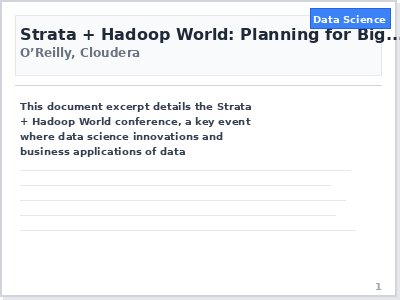 Data Science
Strata + Hadoop World: Planning for Big...
O’Reilly, Cloudera
This document excerpt details the Strata
+ Hadoop World conference, a key event
where data science innovations and
business applications of data
1